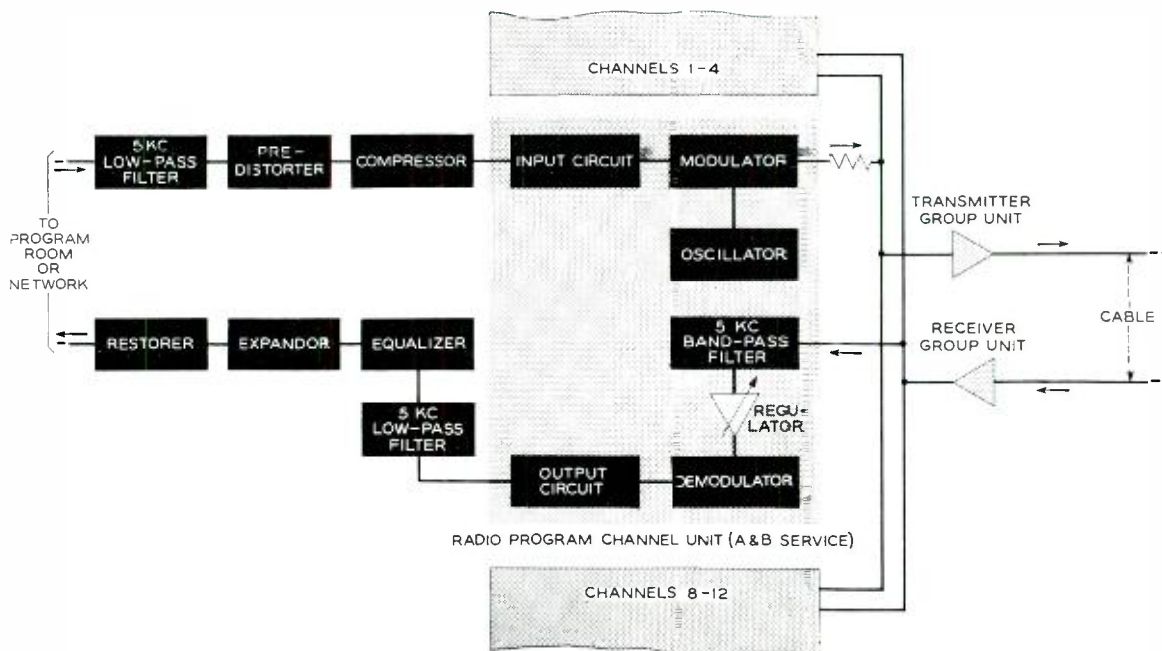 CHANNELS 1-4
5 KC
LOW-PASS
FILTER
PRE-
DISTORTER
COMPRESSOR
INPUT CIRCUIT
MODULATOR
OSCILLATOR
TO
PROGRAM
ROOM
OR
NETWORK
TRANSMITTER
GROUP UNIT
CABLE
RECEIVER
GROUP UNIT
RESTORER
EXPANDOR
EQUALIZER
5 KC
BAND-PASS
FILTER
REGU-
LATOR
5 KC
LOW-PASS
FILTER
OUTPUT
CIRCUIT
DEMODULATOR
RADIO PROGRAM CHANNEL UNIT (A & B SERVICE)
CHANNELS 8-12